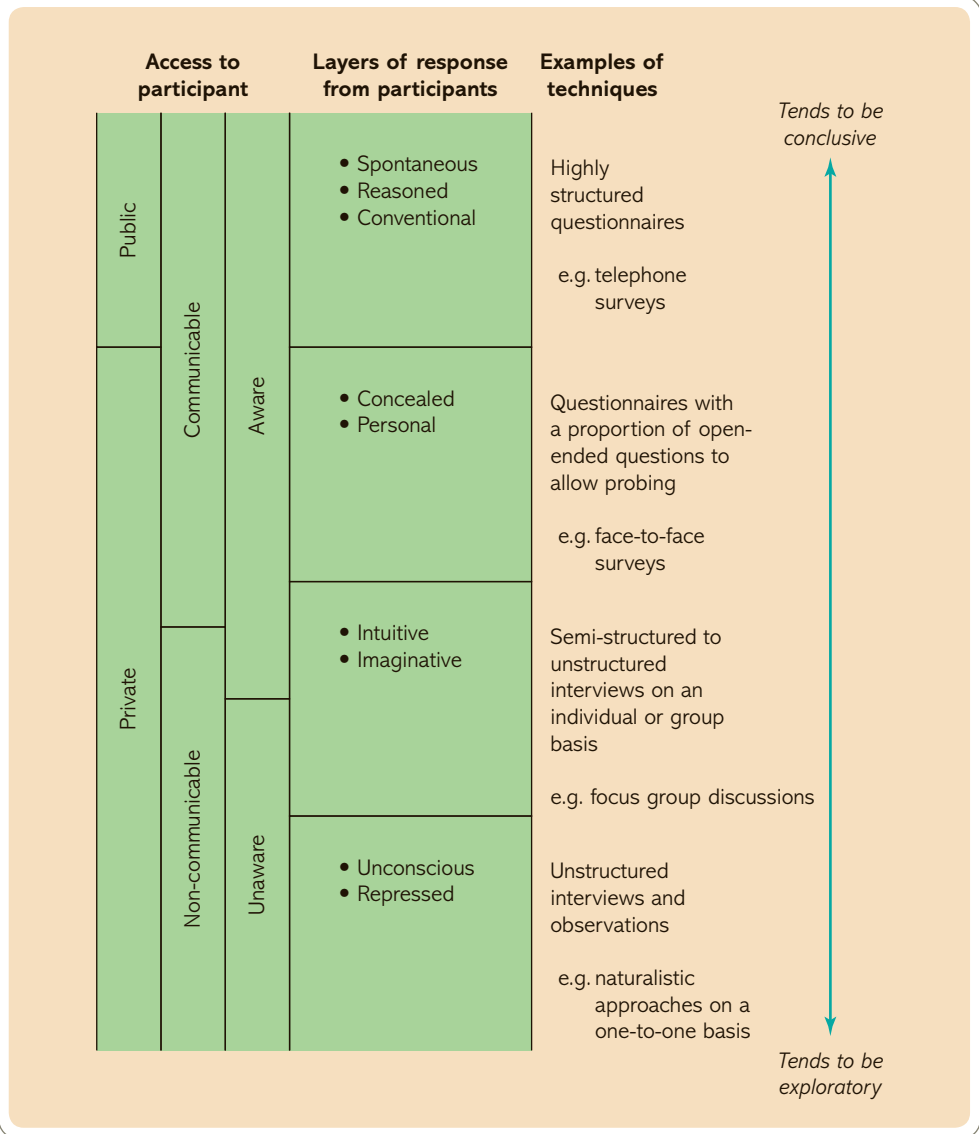 Access to
participant
Layers of response
from participants
Examples of
techniques
Tends to be
conclusive
Public
Private
Communicable
Non-communicable
Aware
Unaware
• Spontaneous
• Reasoned
• Conventional
Highly
structured
questionnaires
e.g. telephone
surveys
• Concealed
• Personal
Questionnaires with
a proportion of open-
ended questions to
allow probing
e.g. face-to-face
surveys
• Intuitive
• Imaginative
Semi-structured to
unstructured
interviews on an
individual or group
basis
e.g. focus group discussions
• Unconscious
• Repressed
Unstructured
interviews and
observations
e.g. naturalistic
approaches on a
one-to-one basis
Tends to be
exploratory